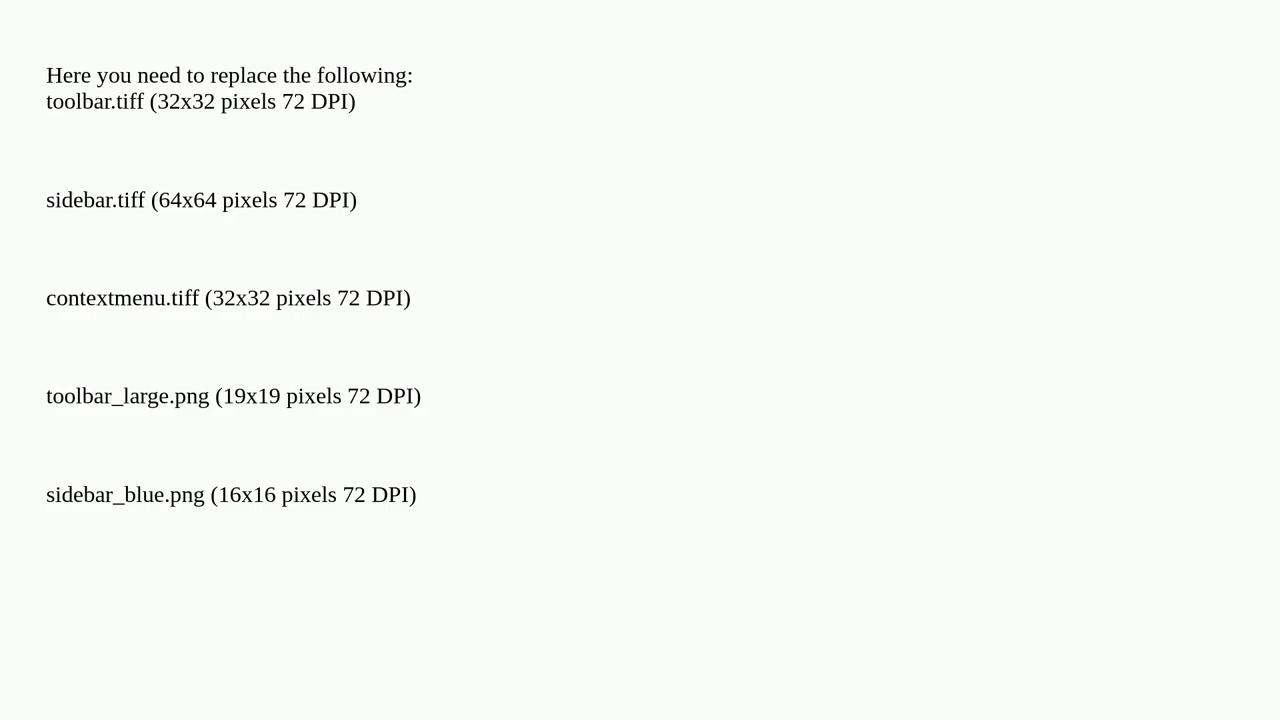 Here you need to replace the following:
toolbar.tiff (32x32 pixels 72 DPI)
sidebar.tiff (64x64 pixels 72 DPI)
contextmenu.tiff (32x32 pixels 72 DPI)
toolbar_large.png (19x19 pixels 72 DPI)
sidebar_blue.png (16x16 pixels 72 DPI)